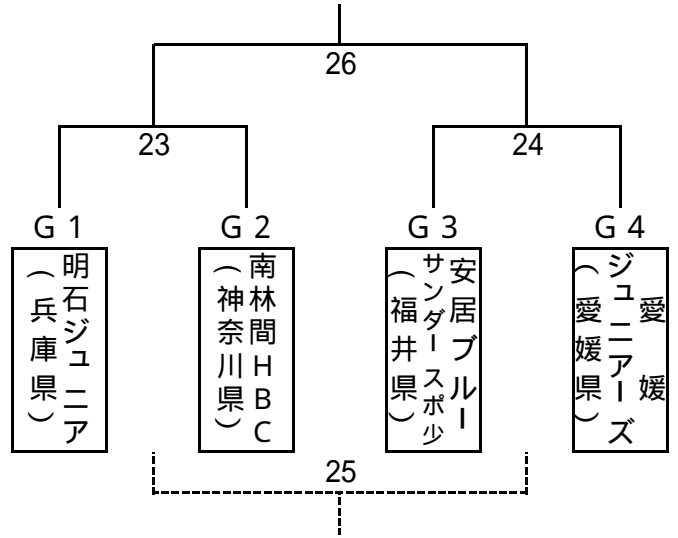 26
23
24
G 1
G 2
G 3
G 4
明石ジュニア
（兵庫県）
南林間HBC
（神奈川県）
安居ブルー
サンダースポ少
（福井県）
愛媛
ジュニアーズ
（愛媛県）
25